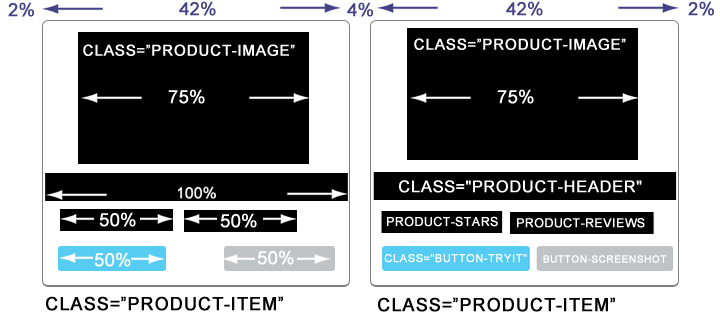 2% 42% 4% 42% 2%
CLASS="PRODUCT-IMAGE"
75%
100%
50% 50%
50% 50%
CLASS="PRODUCT-ITEM"
CLASS="PRODUCT-IMAGE"
75%
CLASS="PRODUCT-HEADER"
PRODUCT-STARS PRODUCT-REVIEWS
CLASS="BUTTON-TRYIT" BUTTON-SCREENSHOT
CLASS="PRODUCT-ITEM"